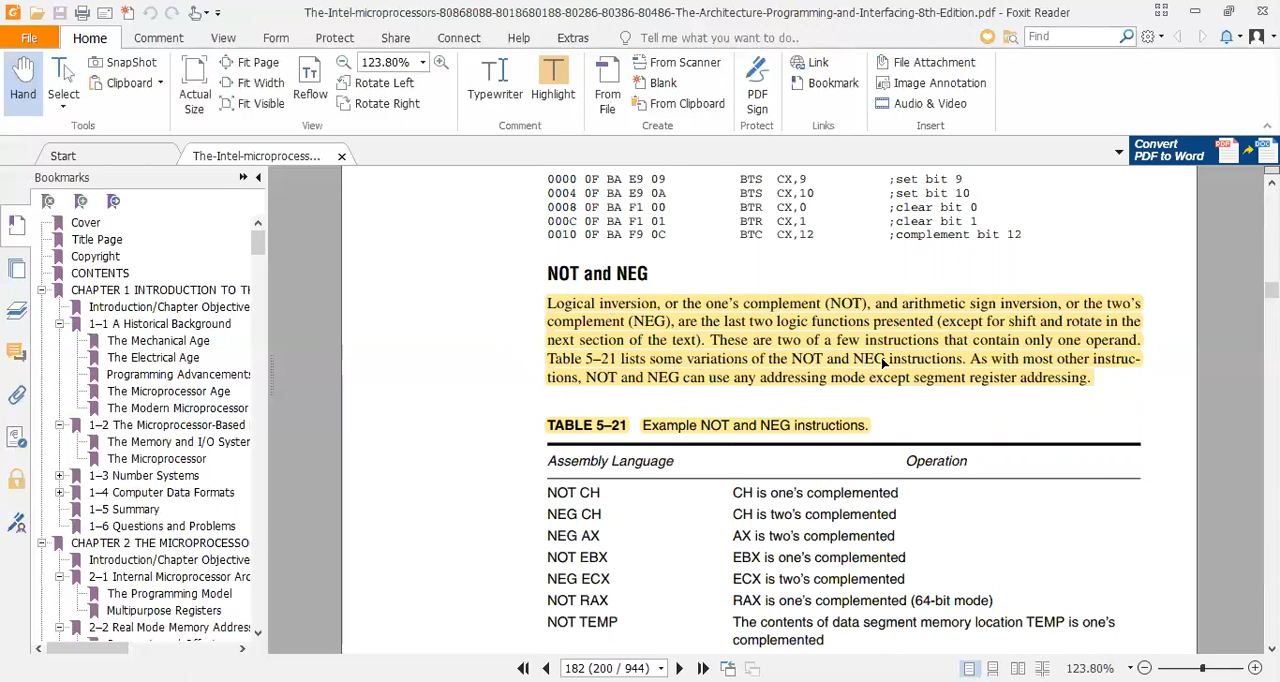 The-Intel-microprocessors-80868088-8018680188-80286-80386-80486-The-Architecture-Programming-and-Interfacing-8th-Edition.pdf - Foxit Reader
File Home Comment View Form Protect Share Connect Help Extras Tell me what you want to do.. Find
Hand
Select
SnapShot
Clipboard
Tools
Actual Size
Fit Page
Fit Width
Fit Visible
Reflow
123.80%
Rotate Left
Rotate Right
View
Typewriter
Highlight
Comment
From File
From Scanner
Blank
From Clipboard
Create
PDF Sign
Protect
Link
Bookmark
Links
File Attachment
Image Annotation
Audio & Video
Insert
Start
The-Intel-microprocess...
Convert
PDF to Word
Bookmarks
Cover
Title Page
Copyright
CONTENTS
CHAPTER 1 INTRODUCTION TO TH
Introduction/Chapter Objective
1–1 A Historical Background
The Mechanical Age
The Electrical Age
Programming Advancements
The Microprocessor Age
The Modern Microprocessor
1–2 The Microprocessor-Based
The Memory and I/O System
The Microprocessor
1–3 Number Systems
1–4 Computer Data Formats
1–5 Summary
1–6 Questions and Problems
CHAPTER 2 THE MICROPROCESSO
Introduction/Chapter Objective
2–1 Internal Microprocessor Arc
The Programming Model
Multipurpose Registers
2–2 Real Mode Memory Address
0000 0F BA E9 09 BTS CX,9 ;set bit 9
0004 0F BA E9 0A BTS CX,10 ;set bit 10
0008 0F BA F1 00 BTR CX,0 ;clear bit 0
000C 0F BA F1 01 BTR CX,1 ;clear bit 1
0010 0F BA F9 0C BTC CX,12 ;complement bit 12
NOT and NEG
Logical inversion, or the one's complement (NOT), and arithmetic sign inversion, or the two's
complement (NEG), are the last two logic functions presented (except for shift and rotate in the
next section of the text). These are two of a few instructions that contain only one operand.
Table 5–21 lists some variations of the NOT and NEG instructions. As with most other instruc-
tions, NOT and NEG can use any addressing mode except segment register addressing.
TABLE 5–21 Example NOT and NEG instructions.
Assembly Language Operation
NOT CH CH is one's complemented
NEG CH CH is two's complemented
NEG AX AX is two's complemented
NOT EBX EBX is one's complemented
NEG ECX ECX is two's complemented
NOT RAX RAX is one's complemented (64-bit mode)
NOT TEMP The contents of data segment memory location TEMP is one's
complemented
182 (200 / 944) 123.80%